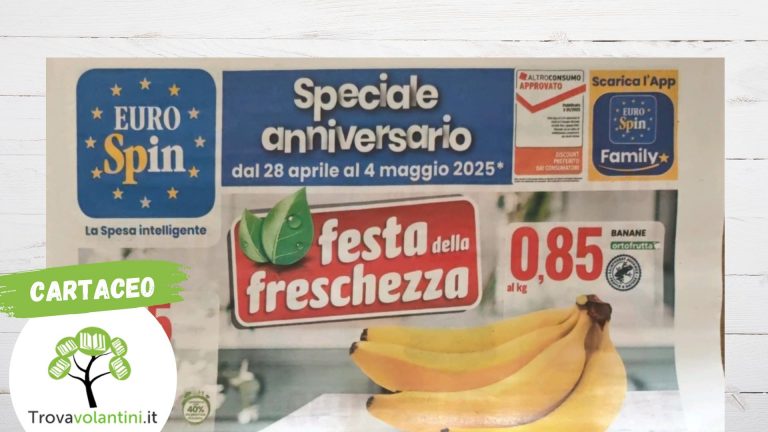 EURO
Spin
La Spesa intelligente
Speciale
anniversario
dal 28 aprile al 4 maggio 2025*
ALTROCONSUMO
APPROVATO
DISCOUNT
PREFERITO
DAI CONSUMATORI
Scarica l'App
EURO
Spin
Family
festa della
freschezza
0,85
al kg
BANANE
ortofrutta
CARTACEO
40%
Trovavolantini.it